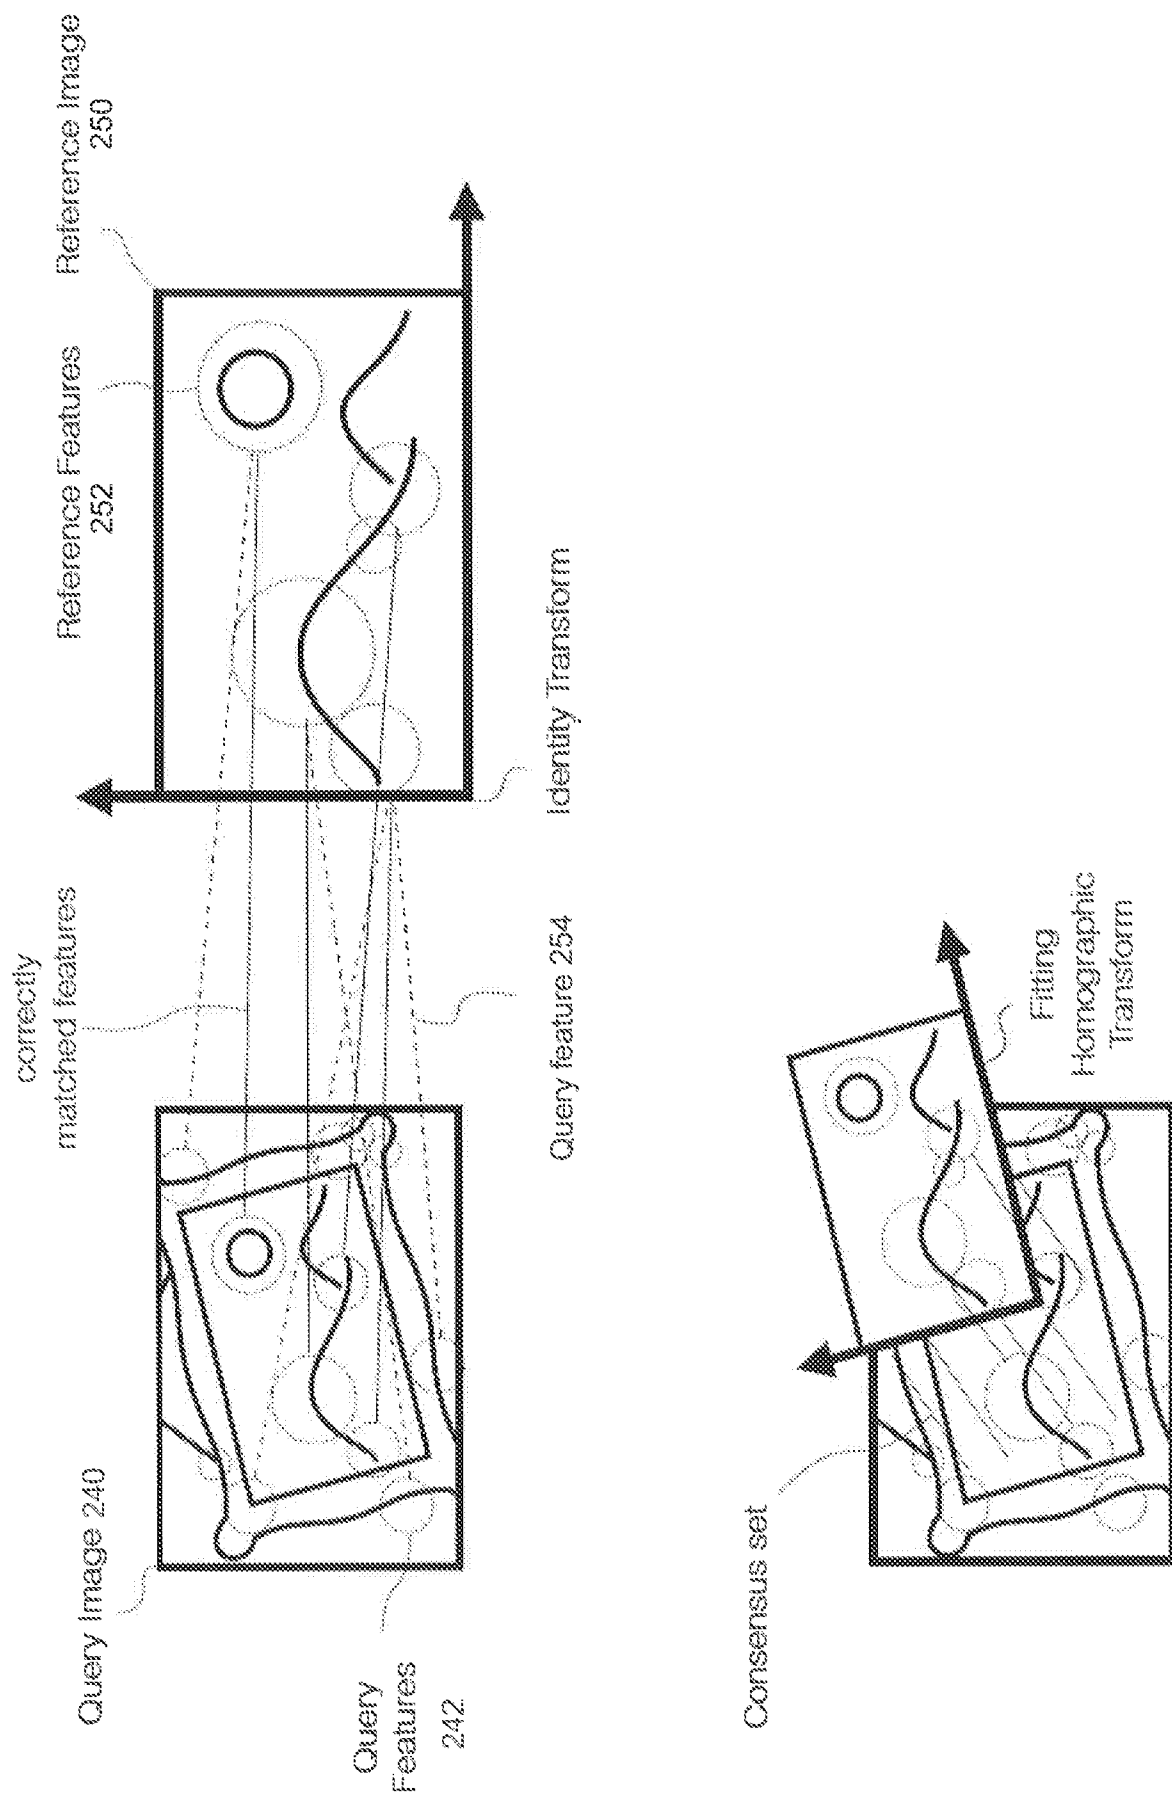 Query Image 240
Query
Features
242.
correctly
matched features
Query feature 254
Reference Features
252
Reference Image
250
Identity Transform
Consensus set
Fitting
Homographic
Transform